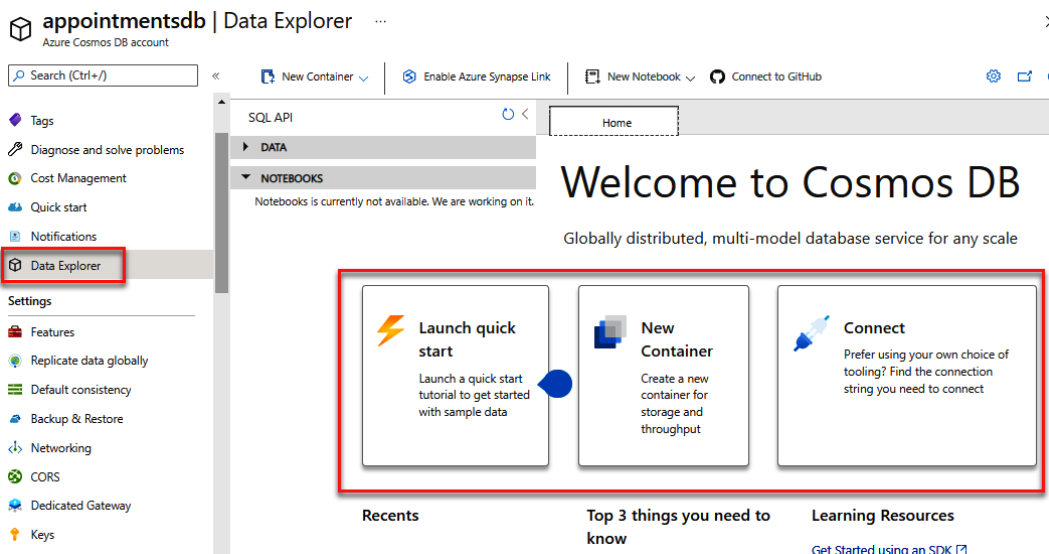 appointmentsdb | Data Explorer ...
Azure Cosmos DB account
Search (Ctrl+/)
«
New Container
Enable Azure Synapse Link
New Notebook
Connect to GitHub
Tags
Diagnose and solve problems
Cost Management
Quick start
Notifications
Data Explorer
Settings
Features
Replicate data globally
Default consistency
Backup & Restore
Networking
CORS
Dedicated Gateway
Keys
SQL API
DATA
NOTEBOOKS
Notebooks is currently not available. We are working on it.
Home
Welcome to Cosmos DB
Globally distributed, multi-model database service for any scale
Launch quick
start
Launch a quick start
tutorial to get started
with sample data
New
Container
Create a new
container for
storage and
throughput
Connect
Prefer using your own choice of
tooling? Find the connection
string you need to connect
Recents
Top 3 things you need to
know
Learning Resources
Get Started using an SDK